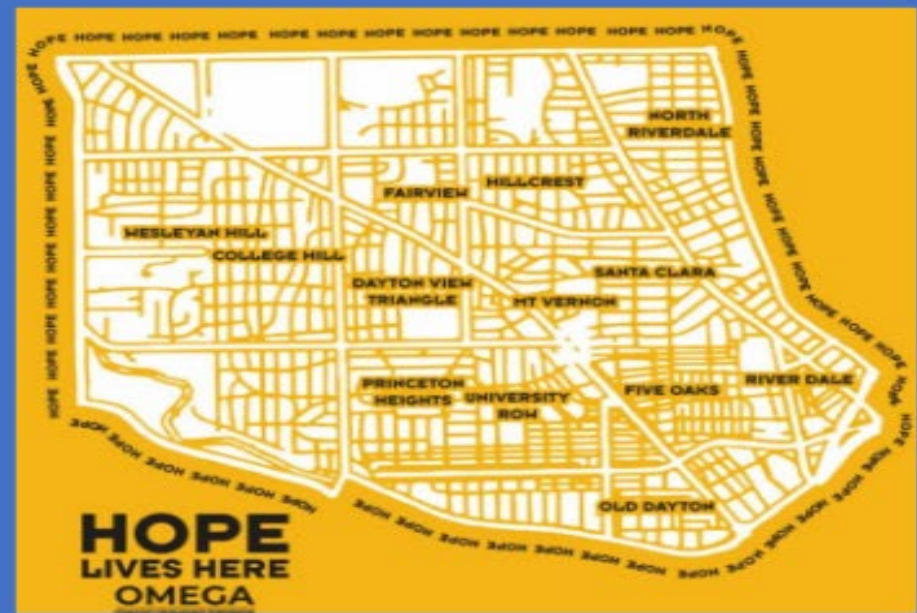 HOPE HOPE HOPE HOPE HOPE HOPE HOPE HOPE HOPE HOPE HOPE HOPE HOPE HOPE HOPE
NORTH
RIVERDALE
HILLCREST
FAIRVIEW
WESLEYAN HILL
COLLEGE HILL
SANTA CLARA
DAYTON VIEW
TRIANGLE
MT VERNON
PRINCETON
HEIGHTS
UNIVERSITY
ROW
FIVE OAKS
RIVER DALE
OLD DAYTON
HOPE
LIVES HERE
OMEGA